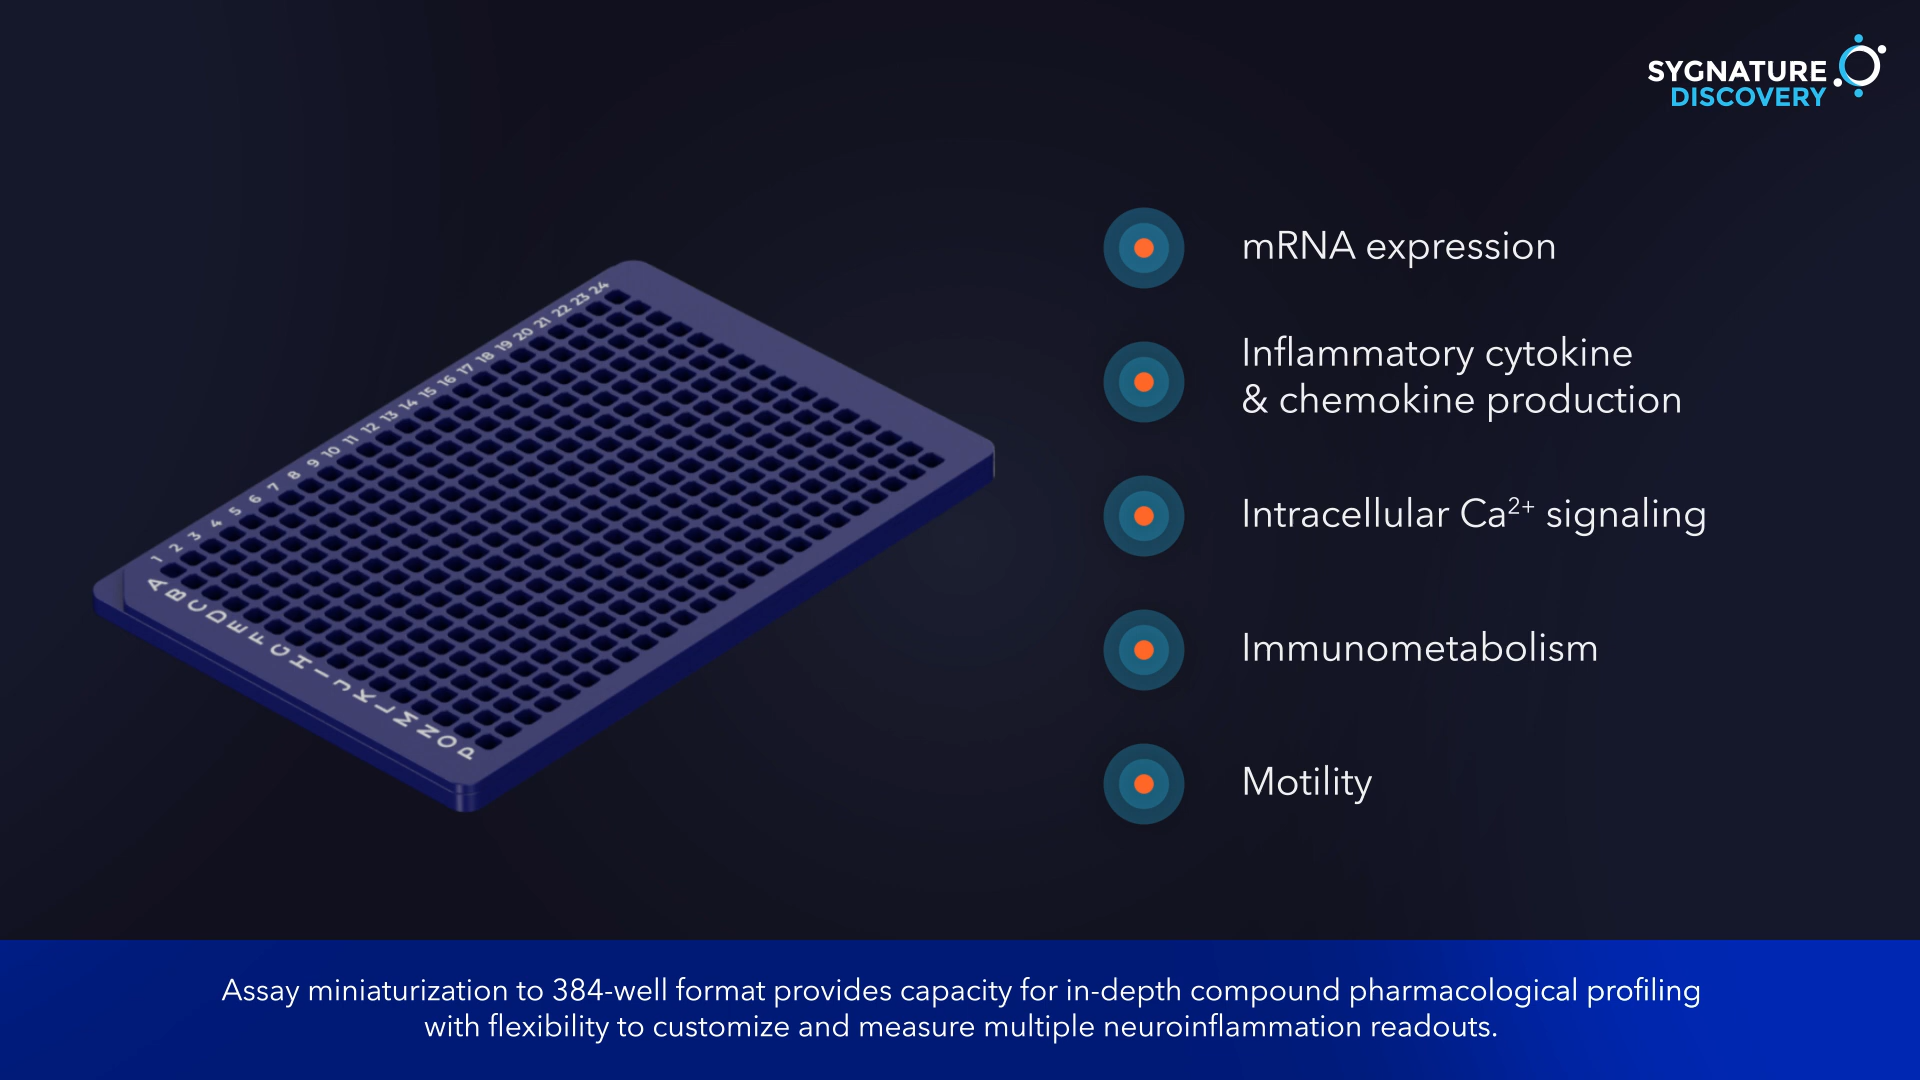 SYGNATURE
DISCOVERY
1 2 3 4 5 6 7 8 9 10 11 12 13 14 15 16 17 18 19 20 21 22 23 24
A B C D E F G H I J K L M N O P
mRNA expression
Inflammatory cytokine
& chemokine production
Intracellular Ca²⁺ signaling
Immunometabolism
Motility
Assay miniaturization to 384-well format provides capacity for in-depth compound pharmacological profiling
with flexibility to customize and measure multiple neuroinflammation readouts.